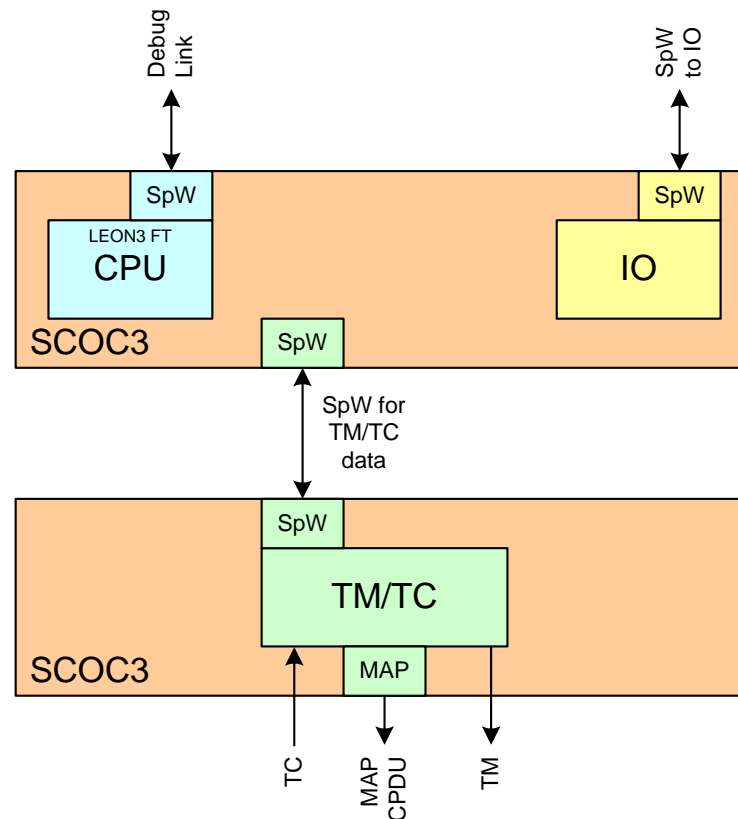 Debug
Link
SpW
to IO
SpW
SpW
LEON3 FT
CPU
IO
SCOC3
SpW
SpW for
TM/TC
data
SpW
TM/TC
SCOC3
MAP
TC
MAP
CPDU
TM